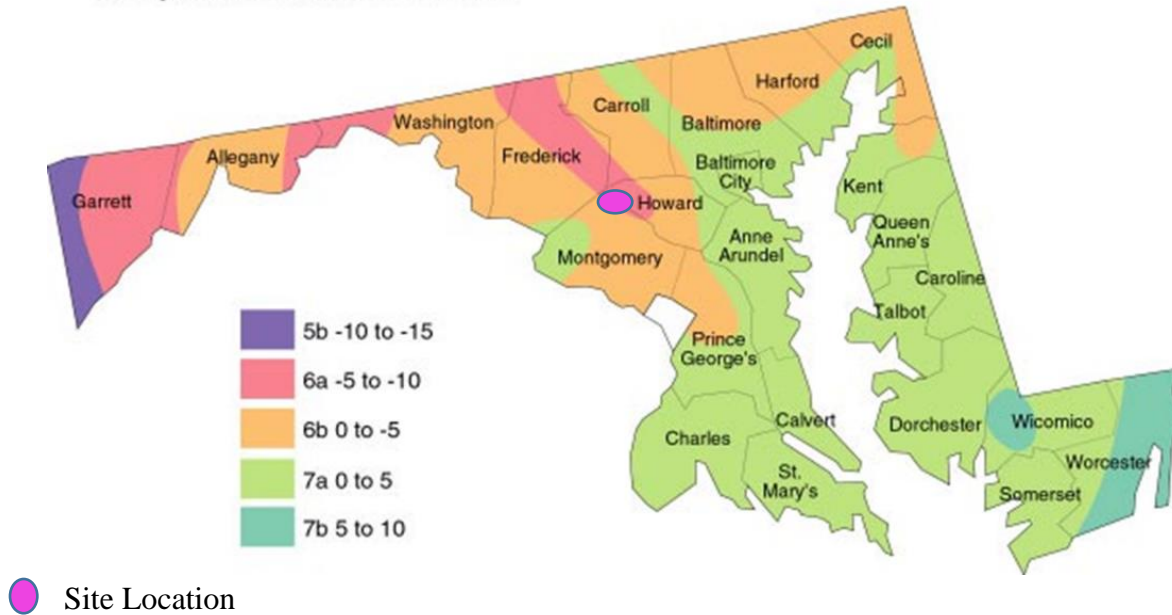 Cecil
Harford
Carroll
Washington
Baltimore
Allegany
Frederick
Baltimore
City
Garrett
Kent
Howard
Queen
Anne's
Anne
Arundel
Montgomery
Caroline
Talbot
Prince
George's
Calvert
Dorchester
Wicomico
Charles
Worcester
St.
Mary's
Somerset
5b -10 to -15
6a -5 to -10
6b 0 to -5
7a 0 to 5
7b 5 to 10
Site Location